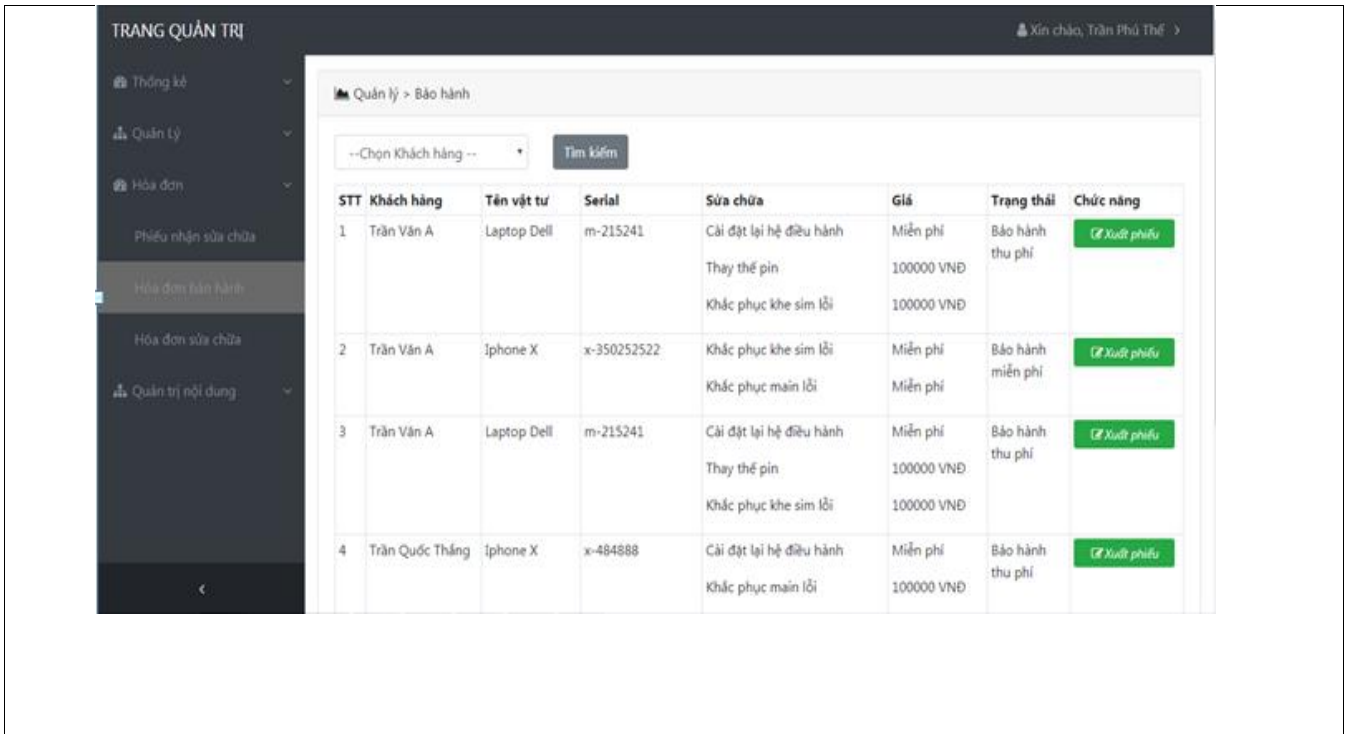 TRANG QUẢN TRỊ
Xin chào, Trần Phú Thế
Thống kê
Quản Lý
Hóa đơn
Phiếu nhận sửa chữa
Hóa đơn bán hành
Hóa đơn sửa chữa
Quản trị nội dung
Quản lý > Bảo hành
--Chọn Khách hàng --
Tìm kiếm
STT Khách hàng Tên vật tư Serial Sửa chữa Giá Trạng thái Chức năng
1 Trần Văn A Laptop Dell m-215241 Cài đặt lại hệ điều hành Miễn phí Bảo hành Xuất phiếu
thu phí
Thay thế pin 100000 VNĐ
Khắc phục khe sim lỗi 100000 VNĐ
2 Trần Văn A Iphone X x-350252522 Khắc phục khe sim lỗi Miễn phí Bảo hành Xuất phiếu
miễn phí
Khắc phục main lỗi Miễn phí
3 Trần Văn A Laptop Dell m-215241 Cài đặt lại hệ điều hành Miễn phí Bảo hành Xuất phiếu
thu phí
Thay thế pin 100000 VNĐ
Khắc phục khe sim lỗi 100000 VNĐ
4 Trần Quốc Thắng Iphone X x-484888 Cài đặt lại hệ điều hành Miễn phí Bảo hành Xuất phiếu
thu phí
Khắc phục main lỗi 100000 VNĐ